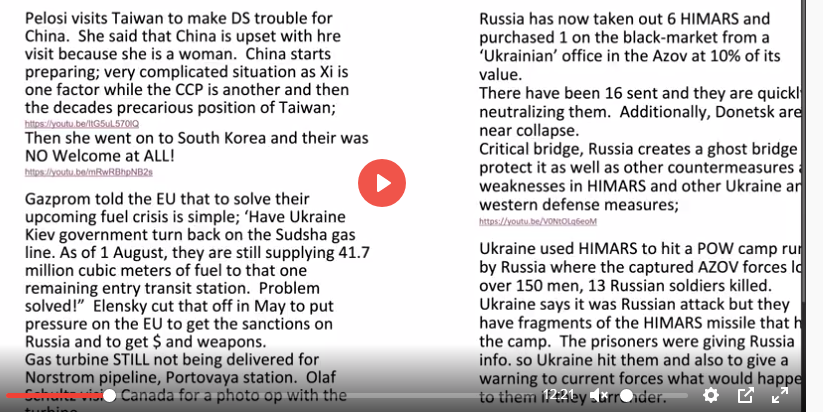 Pelosi visits Taiwan to make DS trouble for
China. She said that China is upset with hre
visit because she is a woman. China starts
preparing; very complicated situation as Xi is
one factor while the CCP is another and then
the decades precarious position of Taiwan;
https://youtu.be/ltG5uL570IQ
Then she went on to South Korea and their was
NO Welcome at ALL!
https://youtu.be/mRwRBhpNB2s
Gazprom told the EU that to solve their
upcoming fuel crisis is simple; ‘Have Ukraine
Kiev government turn back on the Sudsha gas
line. As of 1 August, they are still supplying 41.7
million cubic meters of fuel to that one
remaining entry transit station. Problem
solved!” Elensky cut that off in May to put
pressure on the EU to get the sanctions on
Russia and to get $ and weapons.
Gas turbine STILL not being delivered for
Norstrom pipeline, Portovaya station. Olaf
Schultz visit Canada for a photo op with the
turbine
Russia has now taken out 6 HIMARS and
purchased 1 on the black-market from a
‘Ukrainian’ office in the Azov at 10% of its
value.
There have been 16 sent and they are quickl
neutralizing them. Additionally, Donetsk are
near collapse.
Critical bridge, Russia creates a ghost bridge
protect it as well as other countermeasures
weaknesses in HIMARS and other Ukraine an
western defense measures;
https://youtu.be/V0NtOLq6eoM
Ukraine used HIMARS to hit a POW camp run
by Russia where the captured AZOV forces lo
over 150 men, 13 Russian soldiers killed.
Ukraine says it was Russian attack but they
have fragments of the HIMARS missile that h
the camp. The prisoners were giving Russia
info. so Ukraine hit them and also to give a
warning to current forces what would happe
to them if they surrender.
12:21